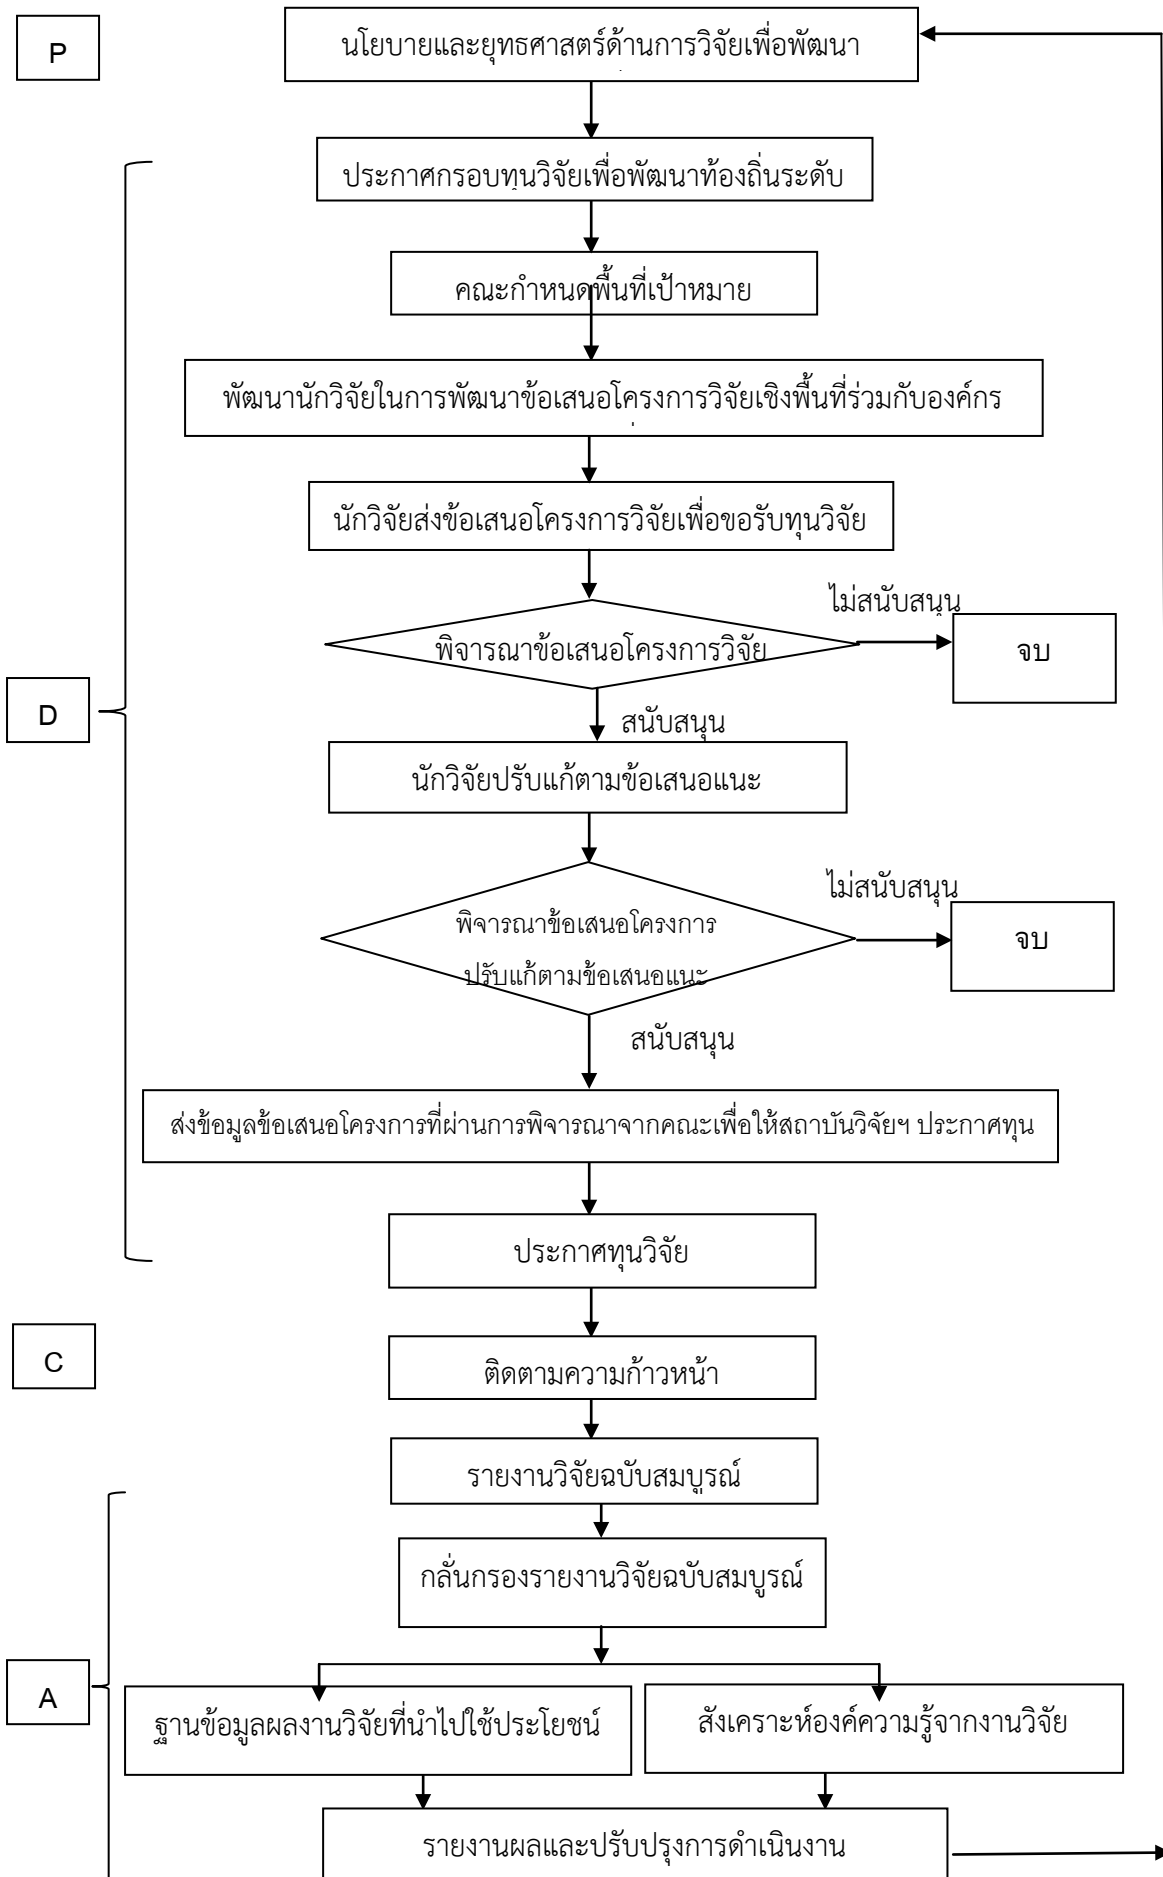 P
นโยบายและยุทธศาสตร์ด้านการวิจัยเพื่อพัฒนา
ประกาศกรอบทุนวิจัยเพื่อพัฒนาท้องถิ่นระดับ
คณะกำหนดพื้นที่เป้าหมาย
พัฒนานักวิจัยในการพัฒนาข้อเสนอโครงการวิจัยเชิงพื้นที่ร่วมกับองค์กร
นักวิจัยส่งข้อเสนอโครงการวิจัยเพื่อขอรับทุนวิจัย
ไม่สนับสนุน
พิจารณาข้อเสนอโครงการวิจัย
จบ
D
สนับสนุน
นักวิจัยปรับแก้ตามข้อเสนอแนะ
ไม่สนับสนุน
พิจารณาข้อเสนอโครงการ
ปรับแก้ตามข้อเสนอแนะ
จบ
สนับสนุน
ส่งข้อมูลข้อเสนอโครงการที่ผ่านการพิจารณาจากคณะเพื่อให้สถาบันวิจัยฯ ประกาศทุน
ประกาศทุนวิจัย
C
ติดตามความก้าวหน้า
รายงานวิจัยฉบับสมบูรณ์
กลั่นกรองรายงานวิจัยฉบับสมบูรณ์
A
ฐานข้อมูลผลงานวิจัยที่นำไปใช้ประโยชน์
สังเคราะห์องค์ความรู้จากงานวิจัย
รายงานผลและปรับปรุงการดำเนินงาน